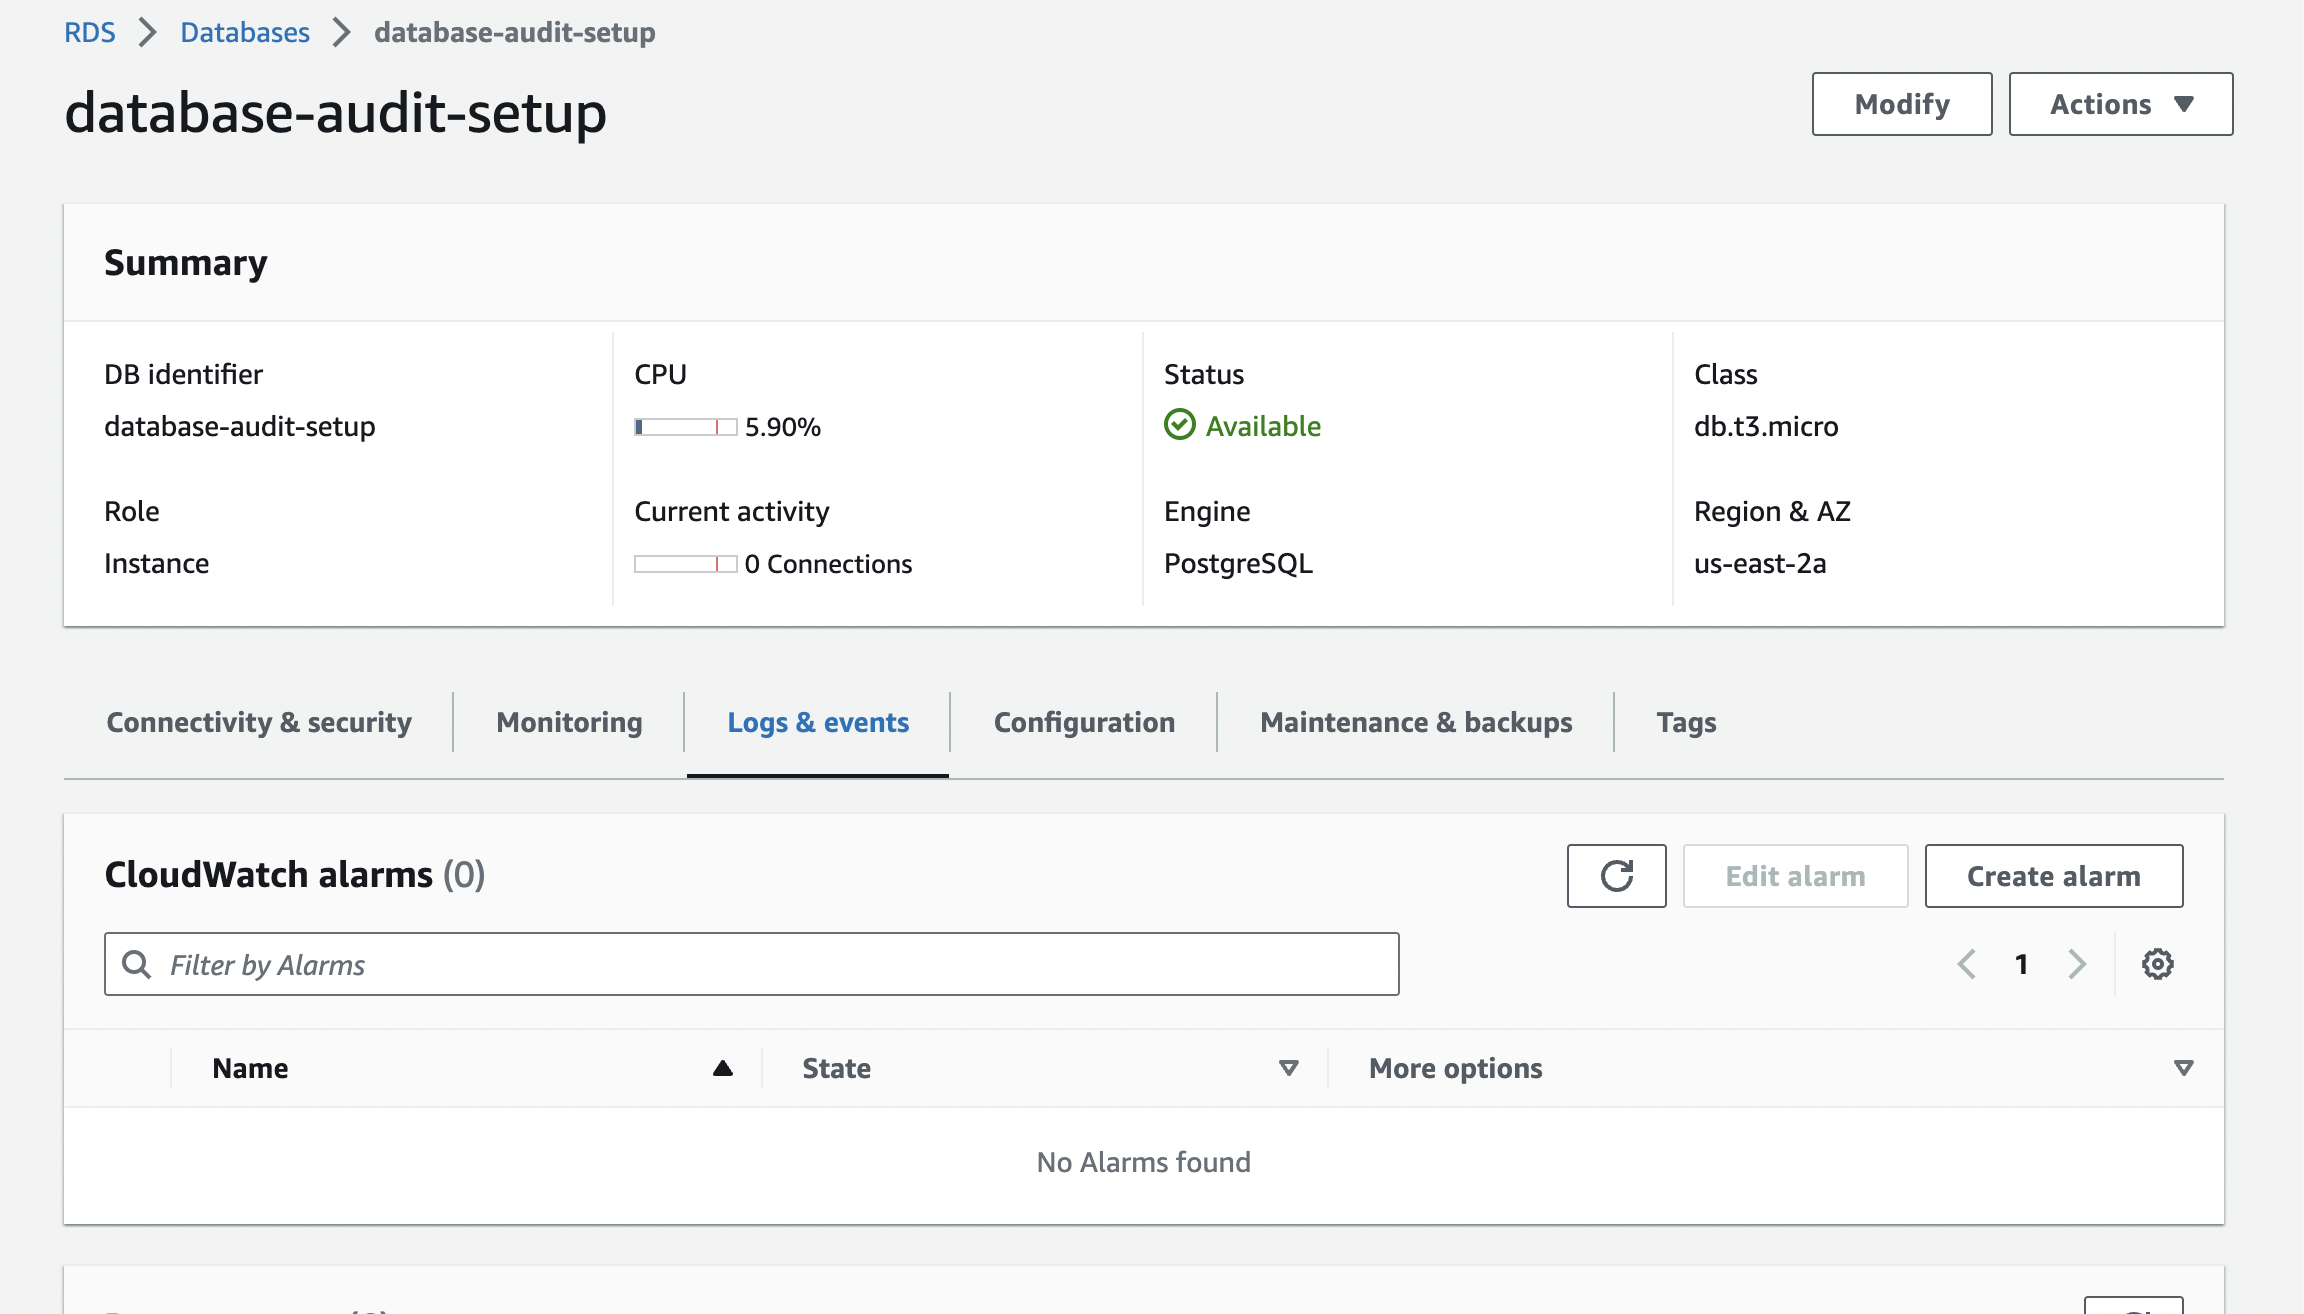 RDS > Databases > database-audit-setup
database-audit-setup
Modify
Actions
Summary
DB identifier
database-audit-setup
CPU
5.90%
Status
Available
Class
db.t3.micro
Role
Instance
Current activity
0 Connections
Engine
PostgreSQL
Region & AZ
us-east-2a
Connectivity & security
Monitoring
Logs & events
Configuration
Maintenance & backups
Tags
CloudWatch alarms (0)
Edit alarm
Create alarm
Filter by Alarms
1
Name
State
More options
No Alarms found